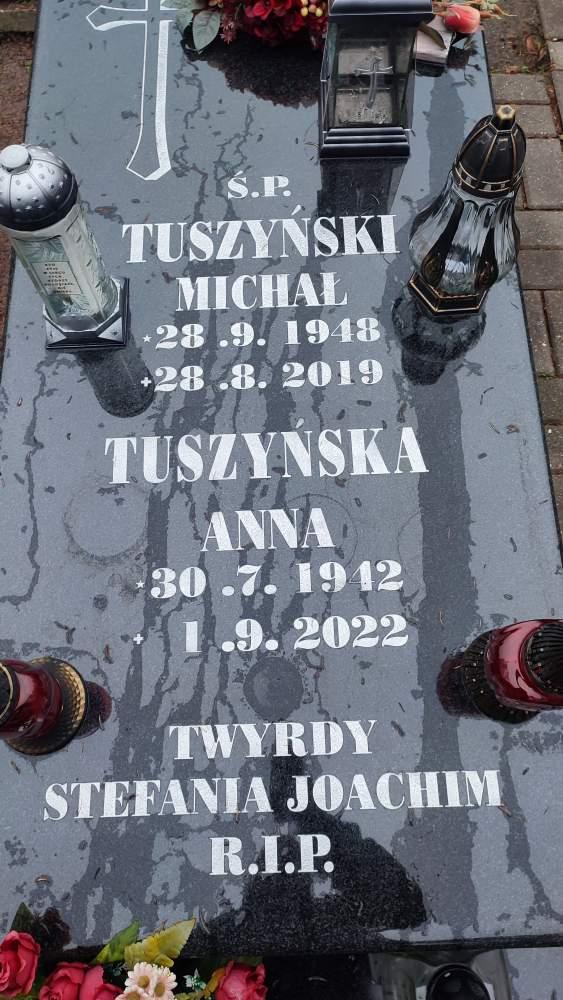 Ś.P.
TUSZYŃSKI
MICHAŁ
*28.9. 1948
+28.8. 2019
TUSZYŃSKA
ANNA
*30.7. 1942
+ 1.9. 2022
TWYRDY
STEFANIA JOACHIM
R.I.P.